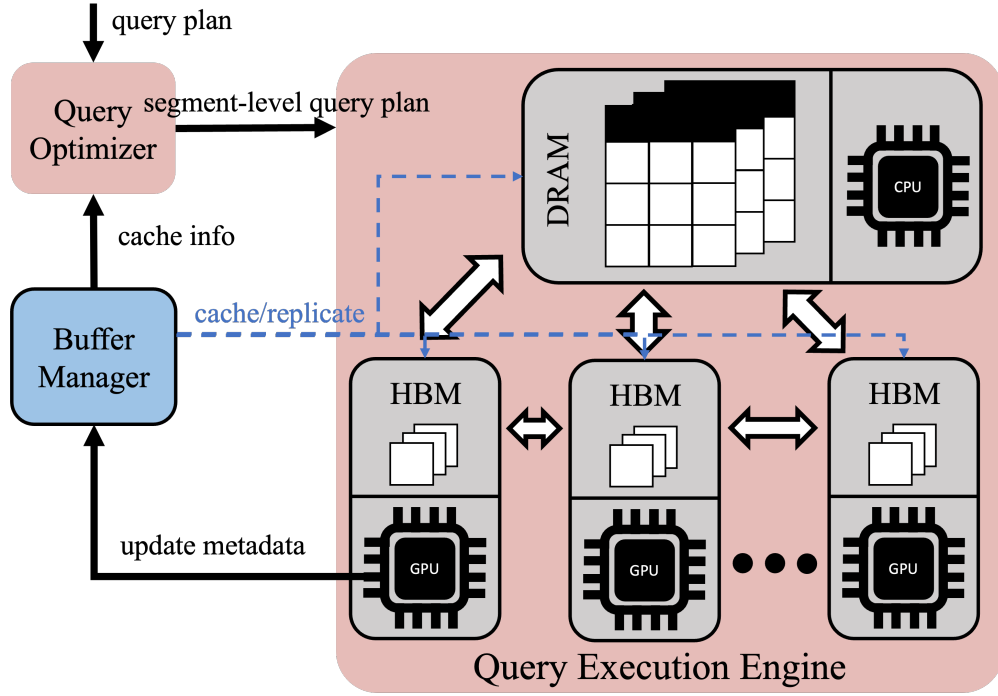 query plan
Query
Optimizer
segment-level query plan
cache info
Buffer
Manager
cache/replicate
update metadata
DRAM
CPU
HBM
HBM
HBM
GPU
GPU
GPU
Query Execution Engine